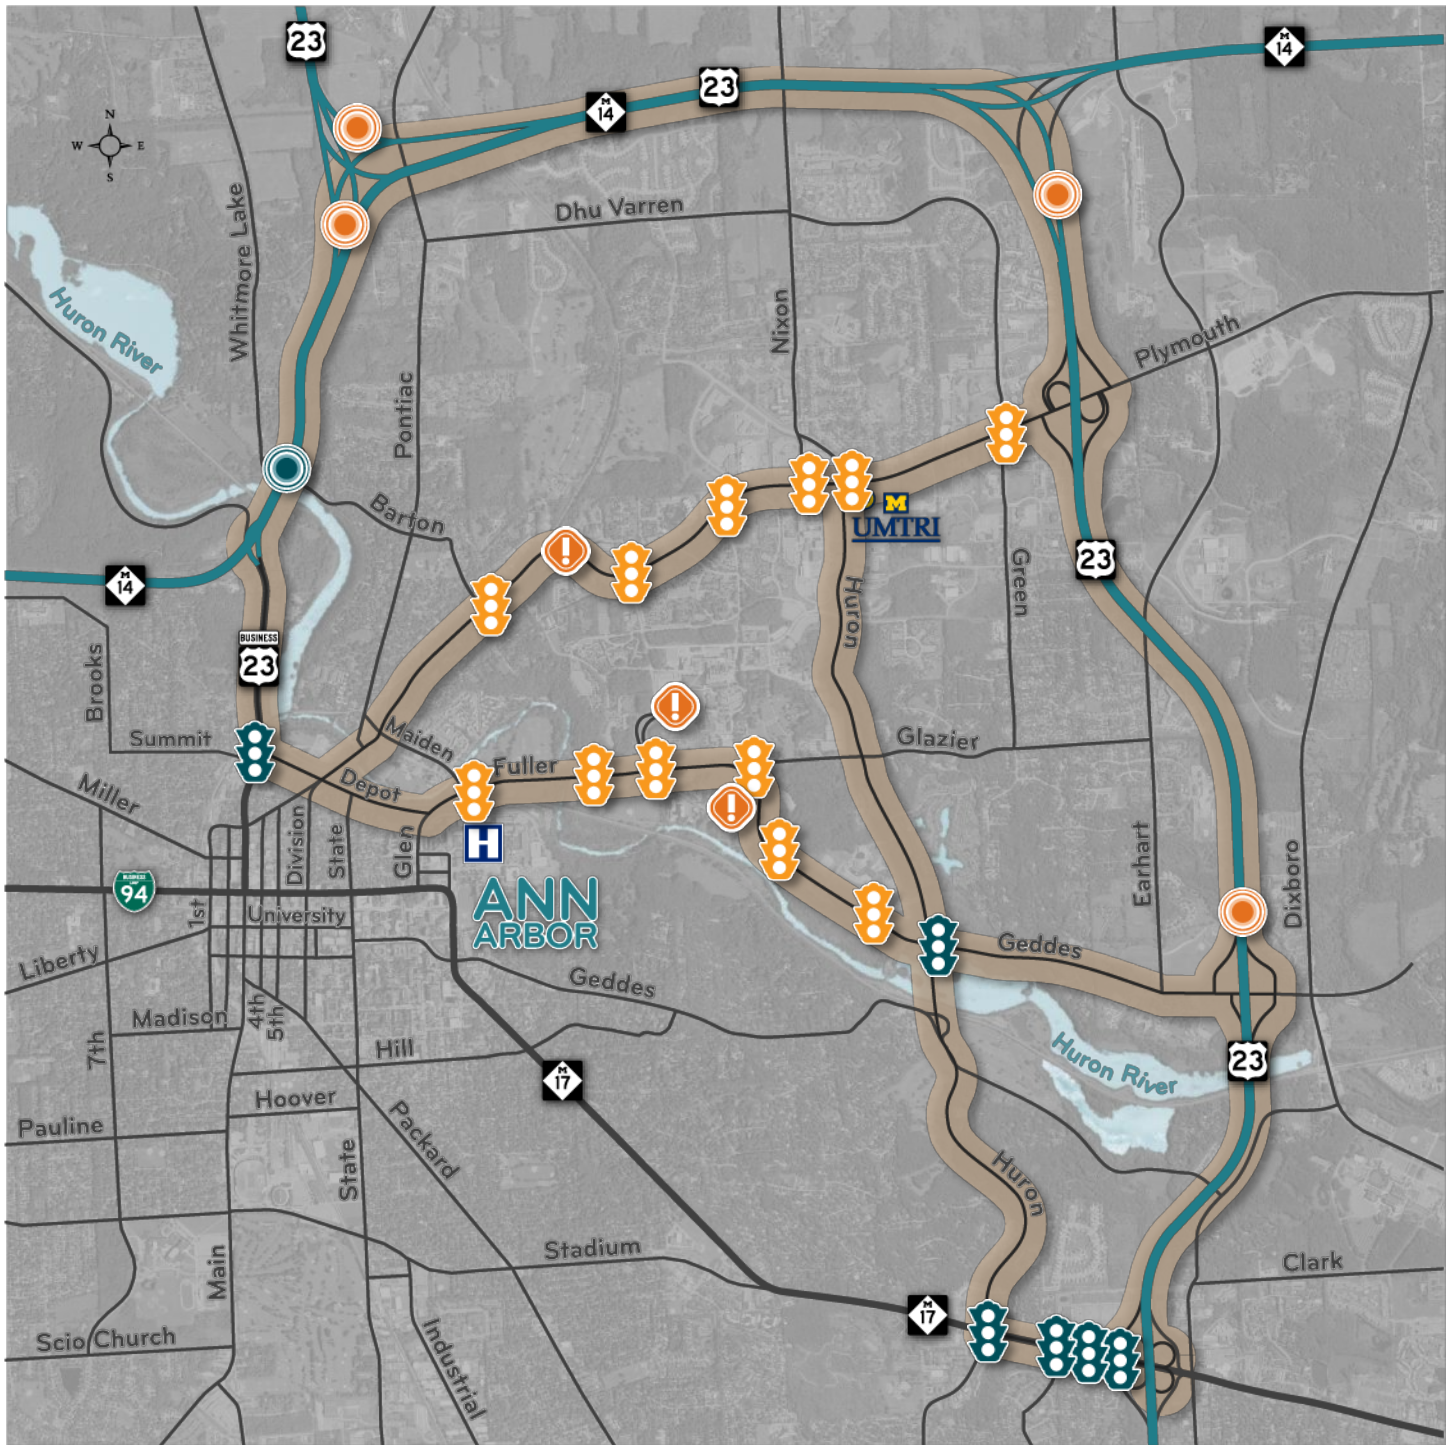 23
M
14
M
14
23
N
W
E
S
Dhu Varren
Whitmore Lake
Huron River
Nixon
Plymouth
Pontiac
Barton
M
UMTRI
23
Green
Huron
M
14
BUSINESS
23
Brooks
Summit
Maiden
Fuller
Glazier
Depot
Miller
Division
State
Glen
Earhart
Dixboro
BUSINESS LOOP
94
H
ANN
ARBOR
1st
University
Liberty
Geddes
Geddes
4th
5th
Madison
7th
Hill
M
17
Huron River
23
Hoover
Pauline
Packard
State
Huron
Stadium
Main
Clark
M
17
Scio Church
Industrial